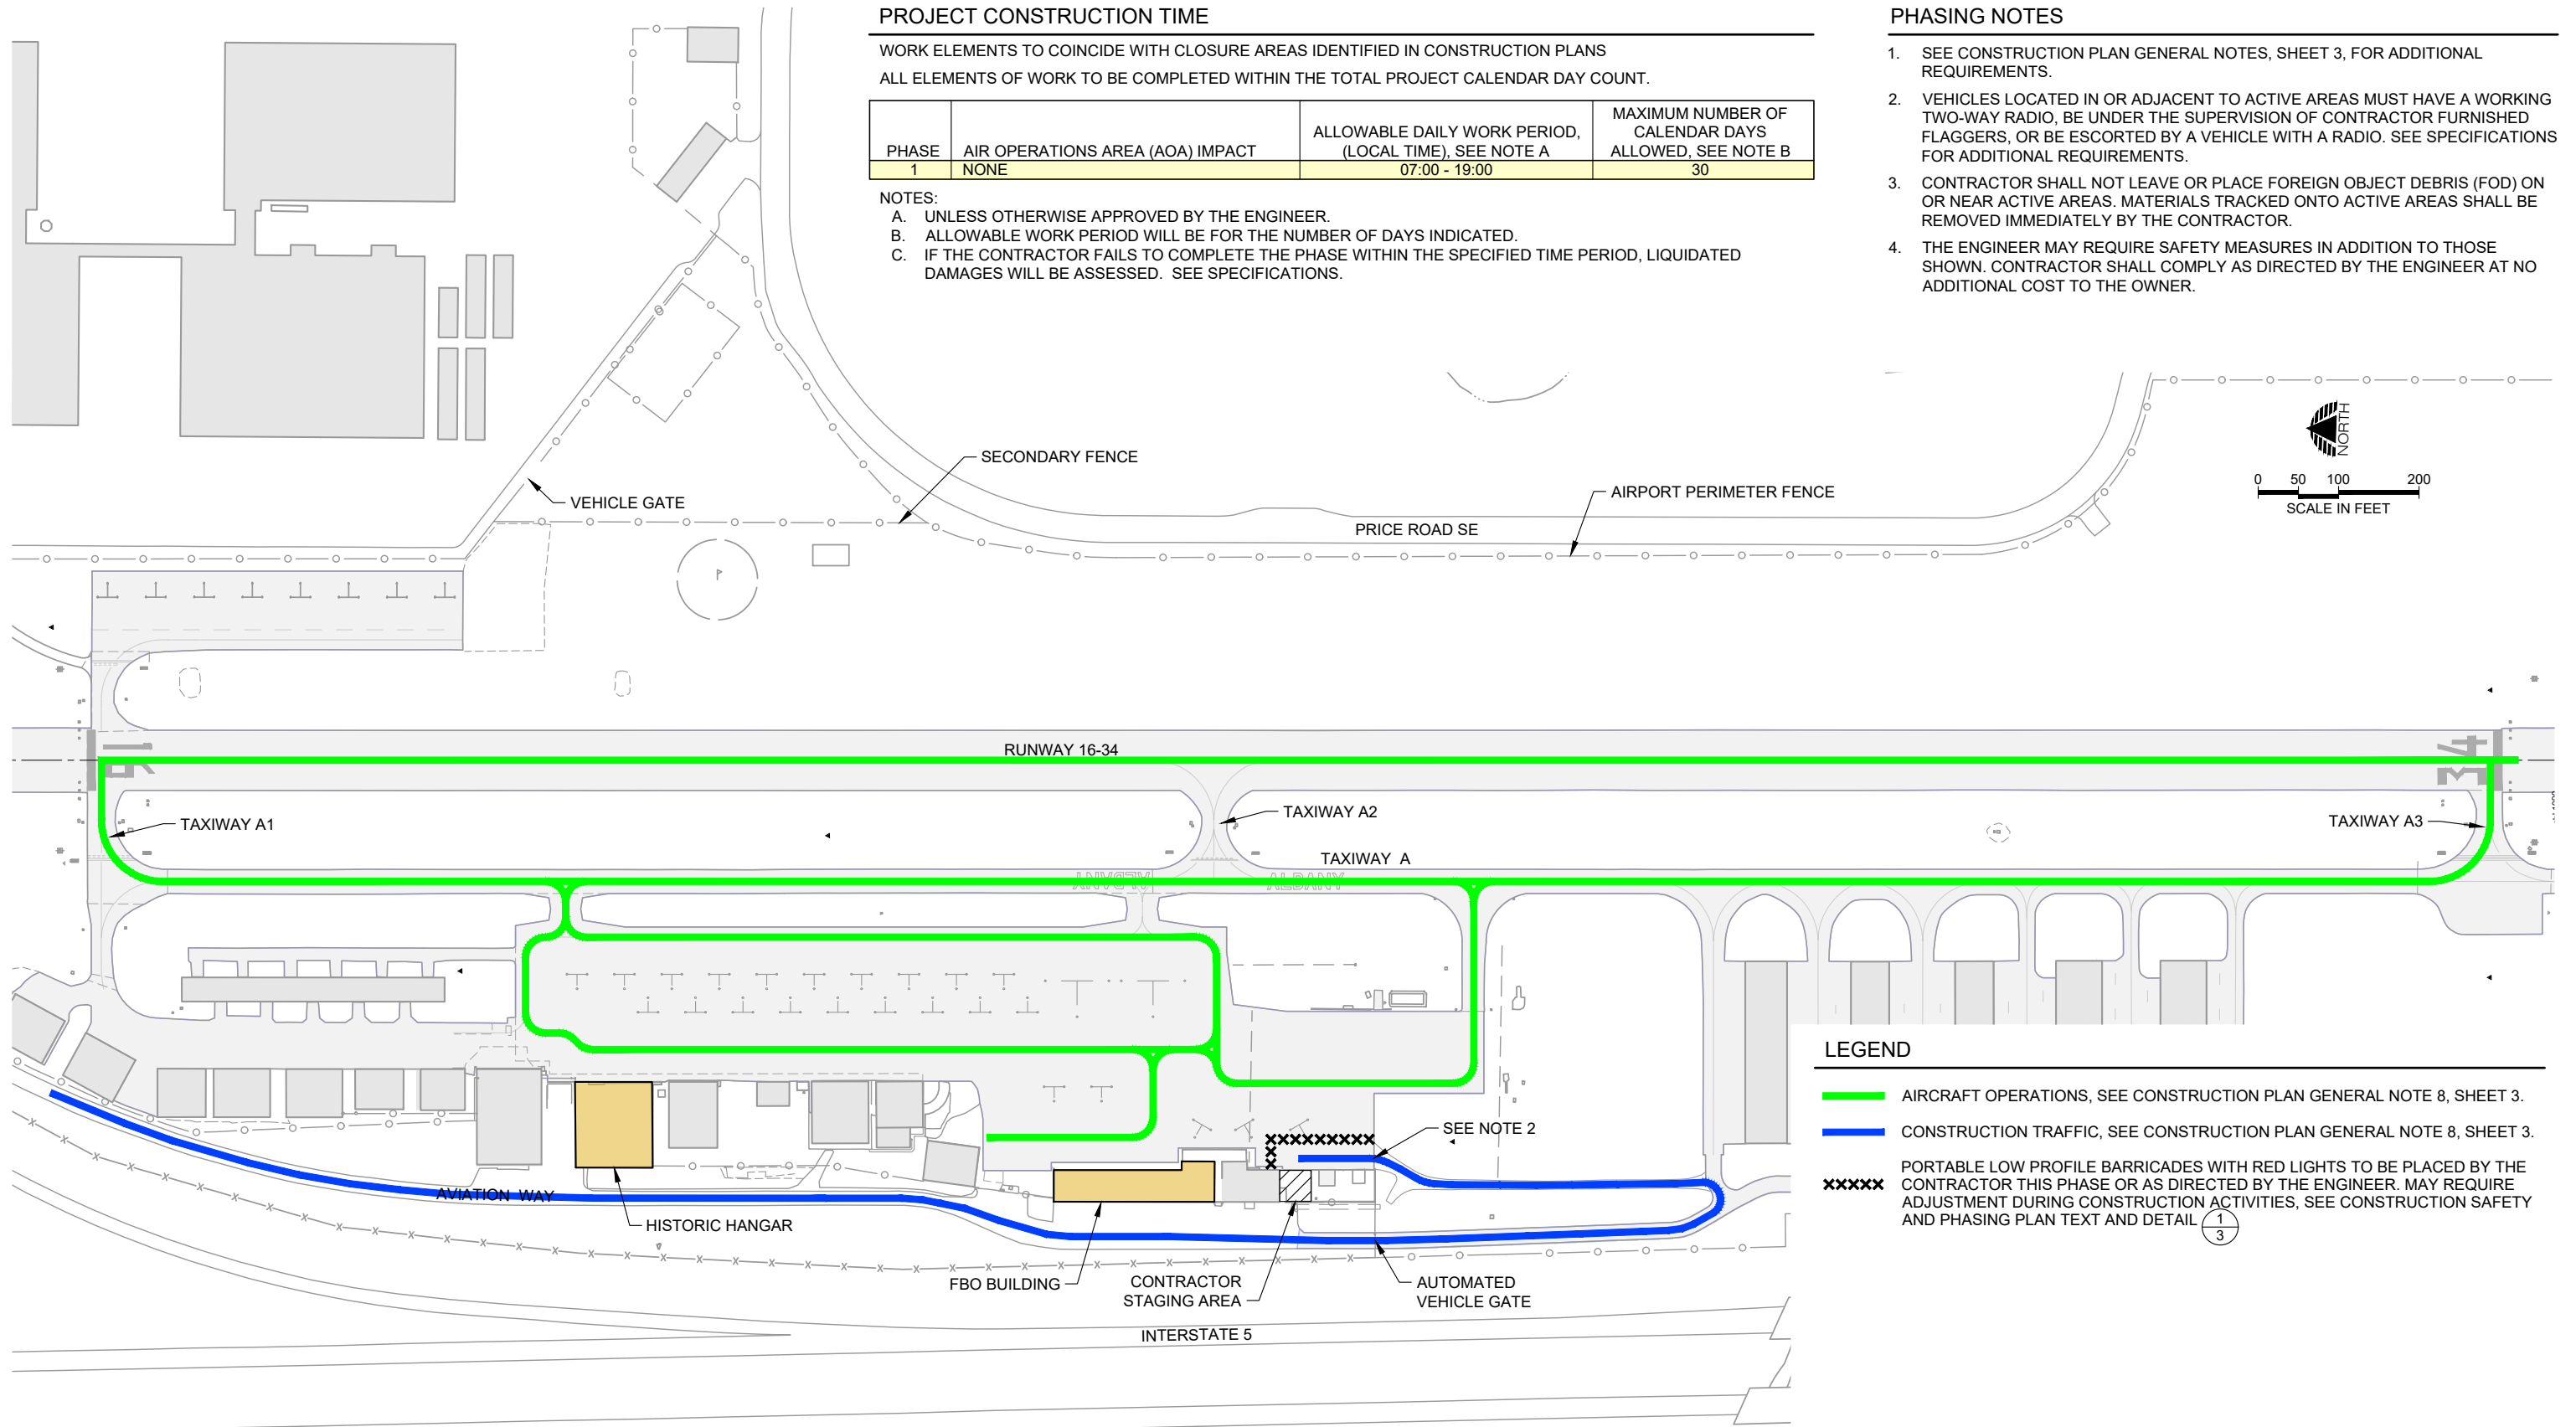 PROJECT CONSTRUCTION TIME
WORK ELEMENTS TO COINCIDE WITH CLOSURE AREAS IDENTIFIED IN CONSTRUCTION PLANS
ALL ELEMENTS OF WORK TO BE COMPLETED WITHIN THE TOTAL PROJECT CALENDAR DAY COUNT.
PHASE
AIR OPERATIONS AREA (AOA) IMPACT
ALLOWABLE DAILY WORK PERIOD,
(LOCAL TIME), SEE NOTE A
MAXIMUM NUMBER OF
CALENDAR DAYS
ALLOWED, SEE NOTE B
1 NONE 07:00 - 19:00 30
NOTES:
A. UNLESS OTHERWISE APPROVED BY THE ENGINEER.
B. ALLOWABLE WORK PERIOD WILL BE FOR THE NUMBER OF DAYS INDICATED.
C. IF THE CONTRACTOR FAILS TO COMPLETE THE PHASE WITHIN THE SPECIFIED TIME PERIOD, LIQUIDATED
DAMAGES WILL BE ASSESSED. SEE SPECIFICATIONS.
PHASING NOTES
1. SEE CONSTRUCTION PLAN GENERAL NOTES, SHEET 3, FOR ADDITIONAL
REQUIREMENTS.
2. VEHICLES LOCATED IN OR ADJACENT TO ACTIVE AREAS MUST HAVE A WORKING
TWO-WAY RADIO, BE UNDER THE SUPERVISION OF CONTRACTOR FURNISHED
FLAGGERS, OR BE ESCORTED BY A VEHICLE WITH A RADIO. SEE SPECIFICATIONS
FOR ADDITIONAL REQUIREMENTS.
3. CONTRACTOR SHALL NOT LEAVE OR PLACE FOREIGN OBJECT DEBRIS (FOD) ON
OR NEAR ACTIVE AREAS. MATERIALS TRACKED ONTO ACTIVE AREAS SHALL BE
REMOVED IMMEDIATELY BY THE CONTRACTOR.
4. THE ENGINEER MAY REQUIRE SAFETY MEASURES IN ADDITION TO THOSE
SHOWN. CONTRACTOR SHALL COMPLY AS DIRECTED BY THE ENGINEER AT NO
ADDITIONAL COST TO THE OWNER.
NORTH
0 50 100 200
SCALE IN FEET
SECONDARY FENCE
VEHICLE GATE
AIRPORT PERIMETER FENCE
PRICE ROAD SE
RUNWAY 16-34
16
34
TAXIWAY A1
TAXIWAY A2
TAXIWAY A3
TAXIWAY A
ALBANY
ALBANY
SEE NOTE 2
AVIATION WAY
HISTORIC HANGAR
FBO BUILDING
CONTRACTOR
STAGING AREA
AUTOMATED
VEHICLE GATE
INTERSTATE 5
LEGEND
AIRCRAFT OPERATIONS, SEE CONSTRUCTION PLAN GENERAL NOTE 8, SHEET 3.
CONSTRUCTION TRAFFIC, SEE CONSTRUCTION PLAN GENERAL NOTE 8, SHEET 3.
PORTABLE LOW PROFILE BARRICADES WITH RED LIGHTS TO BE PLACED BY THE
CONTRACTOR THIS PHASE OR AS DIRECTED BY THE ENGINEER. MAY REQUIRE
ADJUSTMENT DURING CONSTRUCTION ACTIVITIES, SEE CONSTRUCTION SAFETY
AND PHASING PLAN TEXT AND DETAIL 1
3